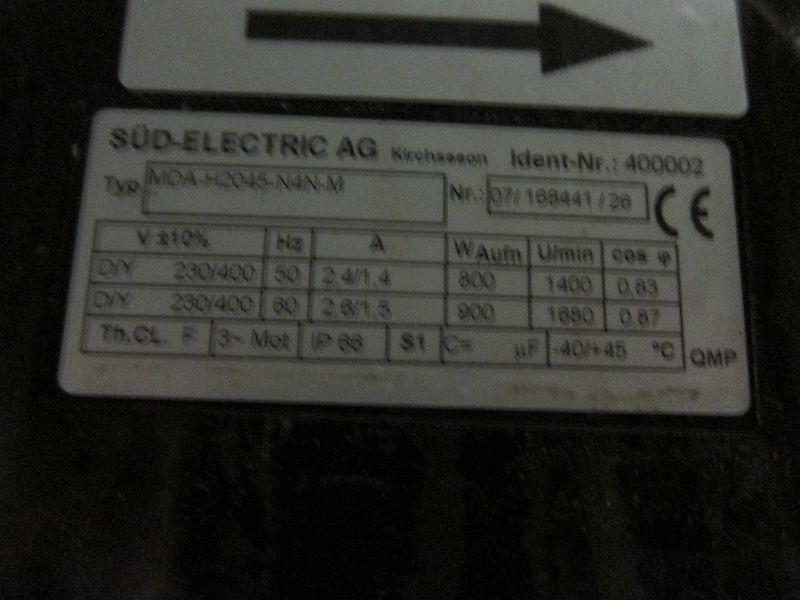 SÜD-ELECTRIC AG Kirchseeon Ident-Nr.: 400002
Typ MOA-H2045-N4N-M Nr.: 07/168441/26 CE
V ±10% Hz A W Aufn U/min cos φ
D/Y 230/400 50 2,4/1,4 800 1400 0,83
D/Y 230/400 60 2,6/1,5 900 1680 0,87
Th.CL. F 3~ Mot IP 66 S1 C= µF -40/+45 °C QMP